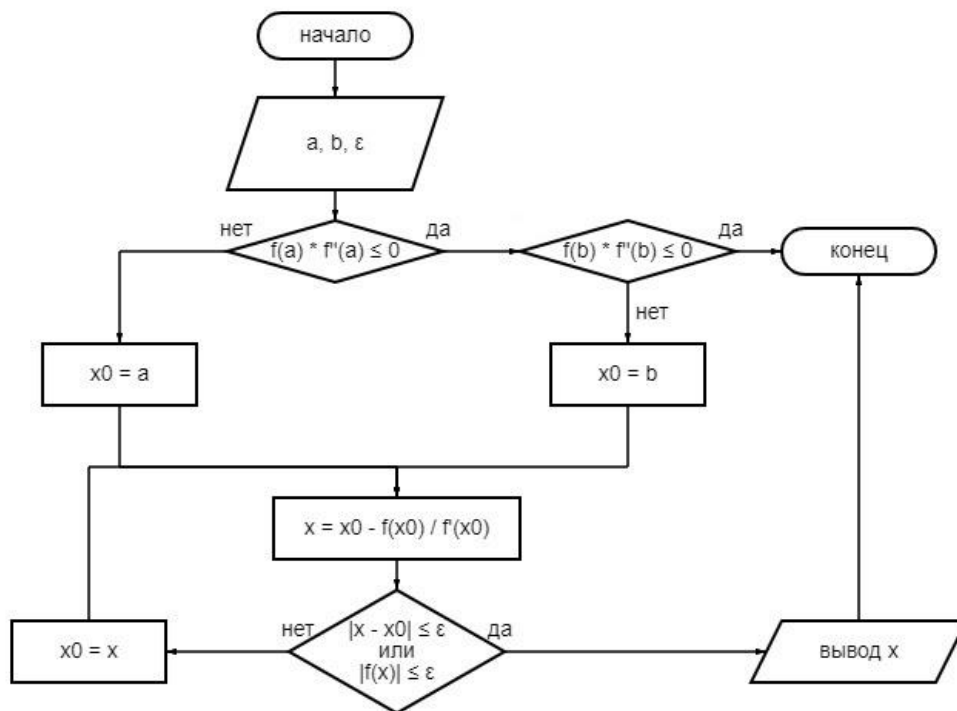 начало
a, b, ε
нет
f(a) * f''(a) ≤ 0
да
f(b) * f''(b) ≤ 0
да
конец
нет
x0 = a
x0 = b
x = x0 - f(x0) / f'(x0)
x0 = x
нет
|x - x0| ≤ ε
или
|f(x)| ≤ ε
да
вывод x